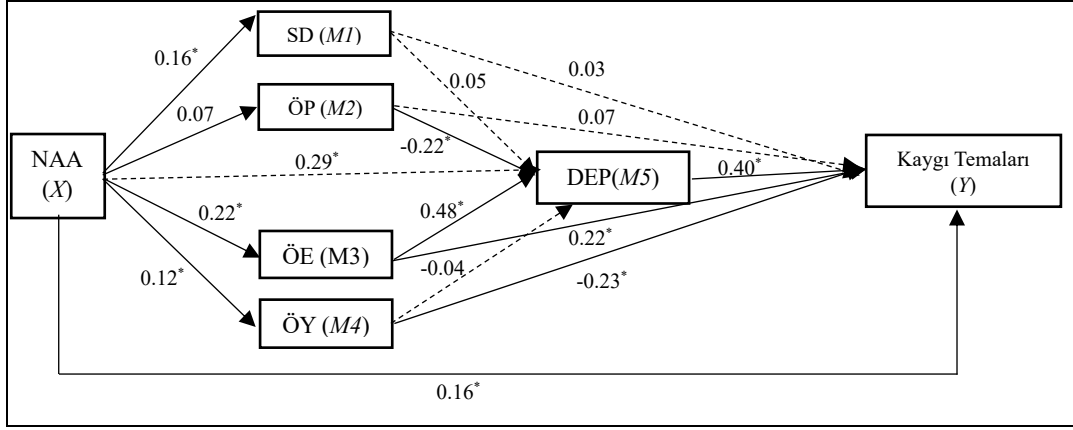 SD (M1)
0.16*
0.03
0.05
ÖP (M2)
0.07
0.07
-0.22*
NAA
(X)
0.29*
DEP(M5)
0.40*
Kaygı Temaları
(Y)
0.22*
0.48*
ÖE (M3)
0.22*
-0.04
0.12*
-0.23*
ÖY (M4)
0.16*